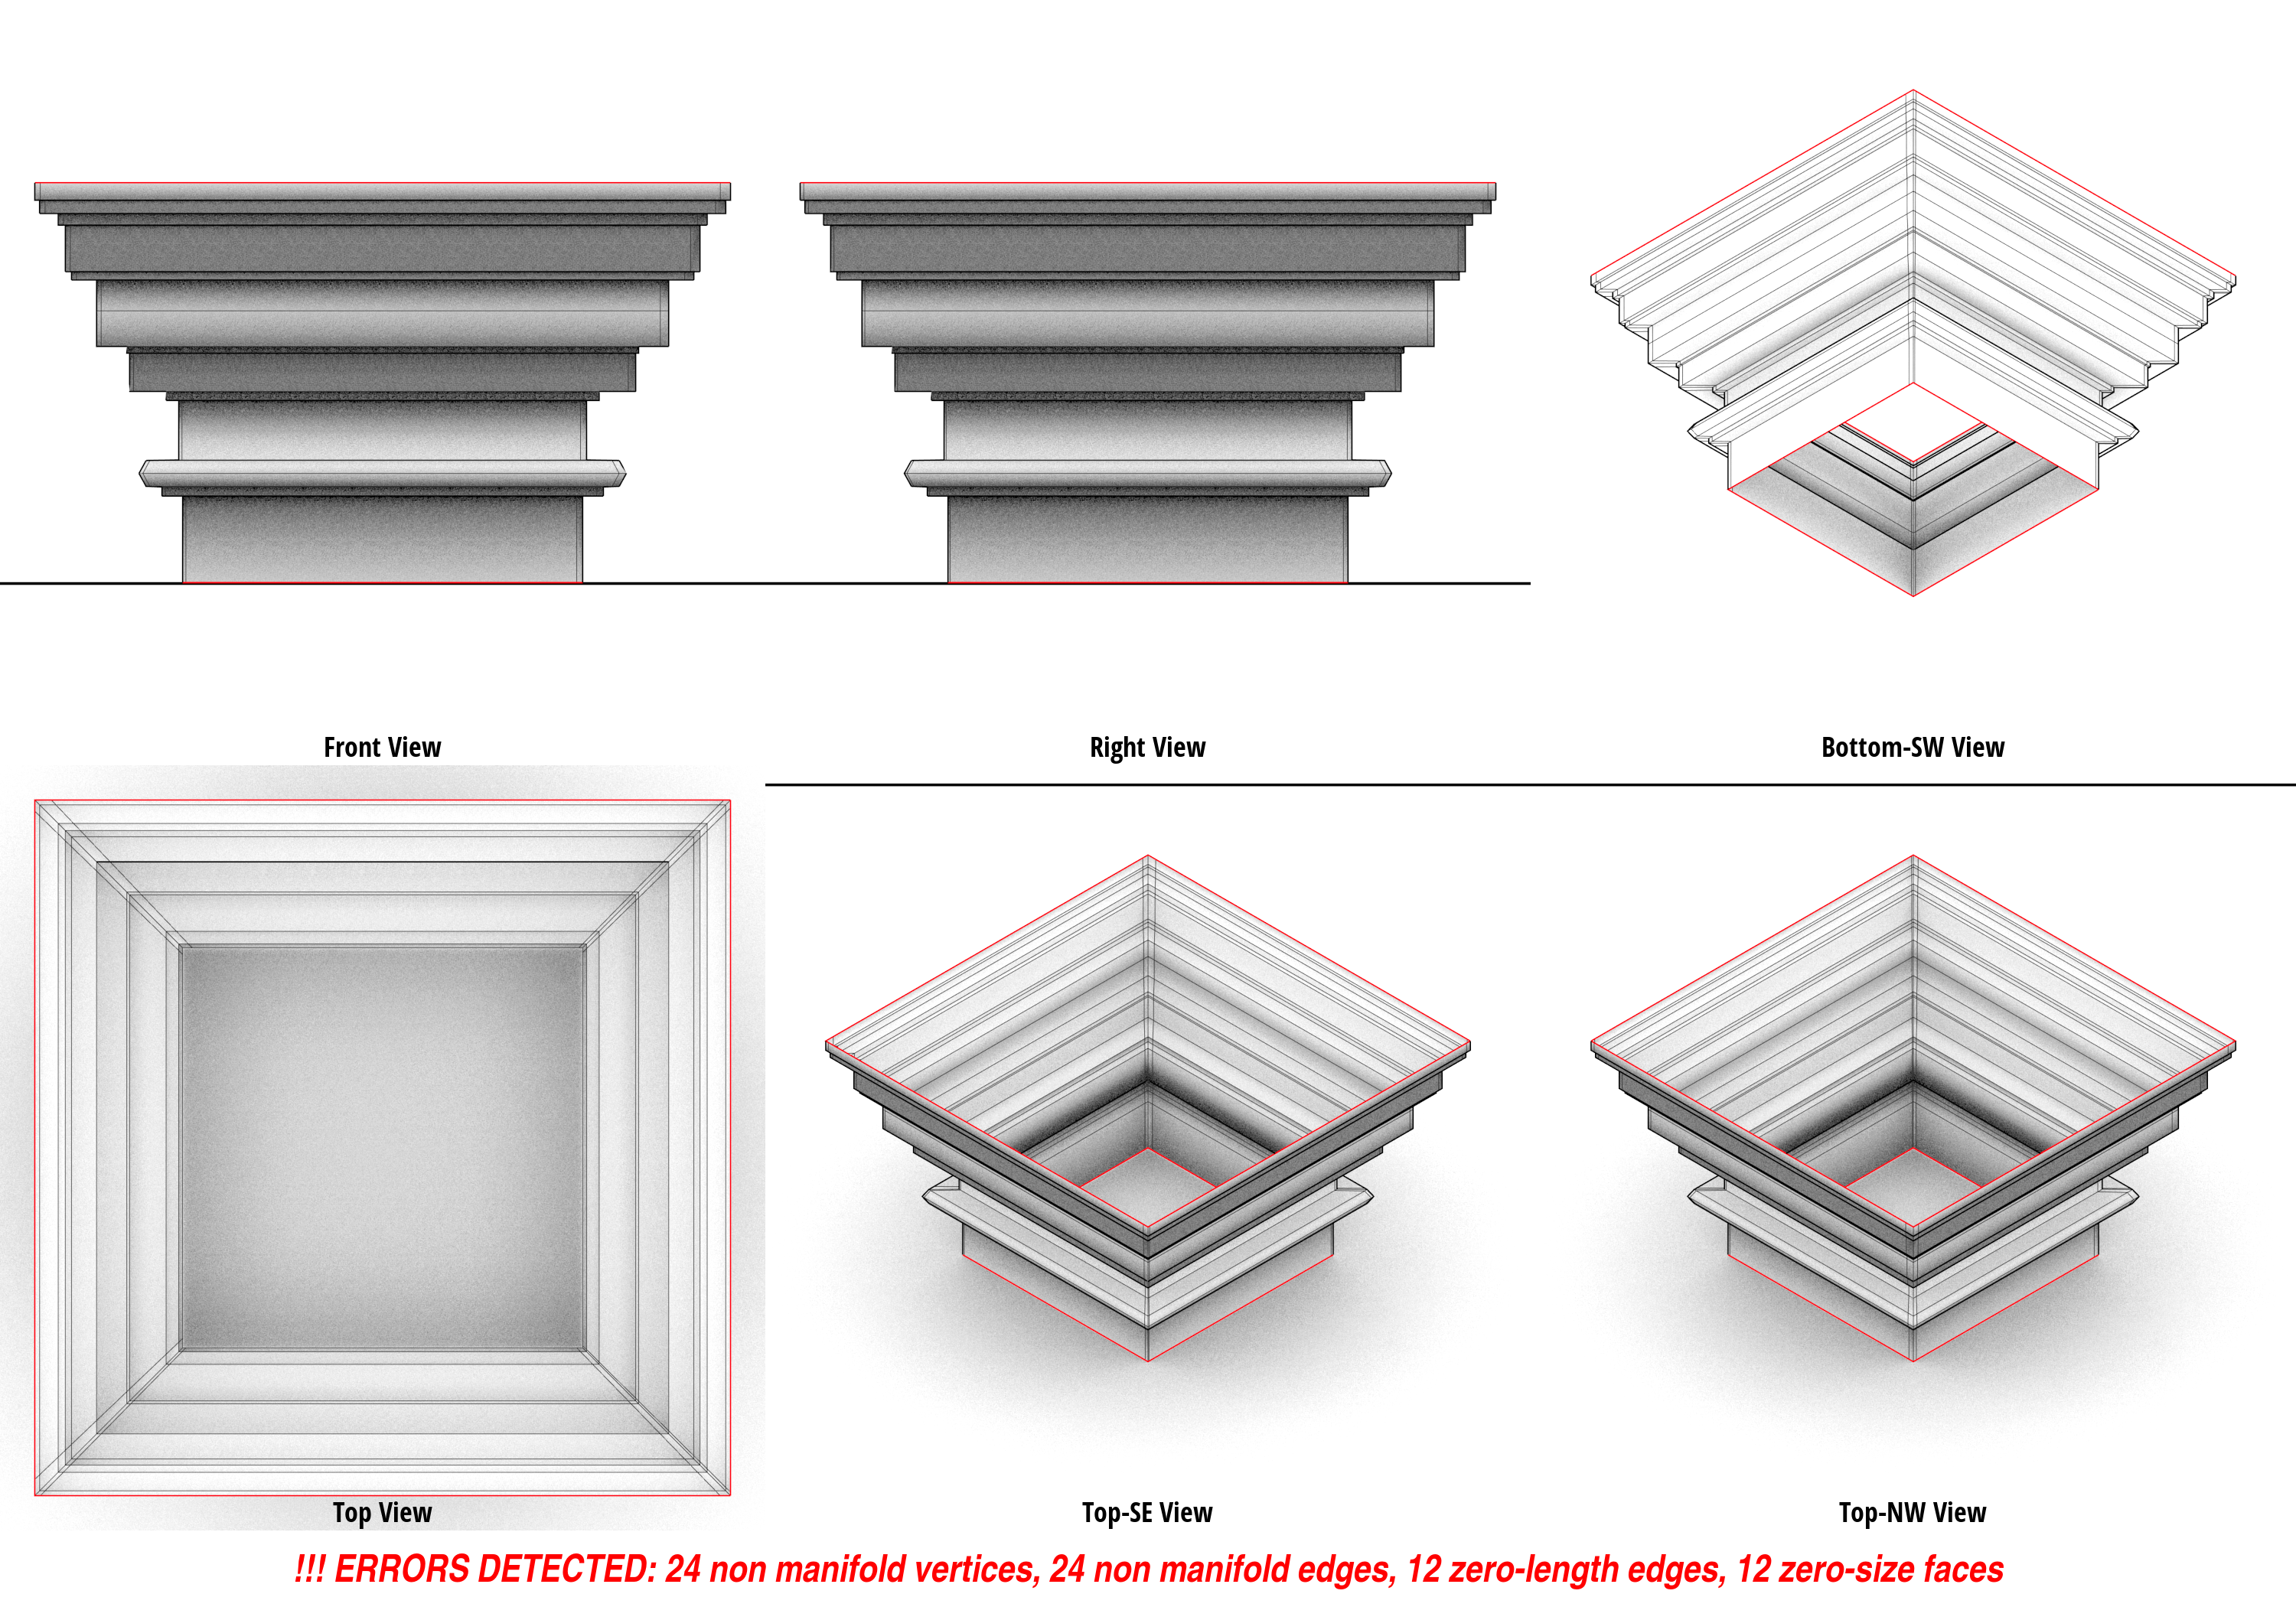 Front View
Right View
Bottom-SW View
Top View
Top-SE View
Top-NW View
!!! ERRORS DETECTED: 24 non manifold vertices, 24 non manifold edges, 12 zero-length edges, 12 zero-size faces